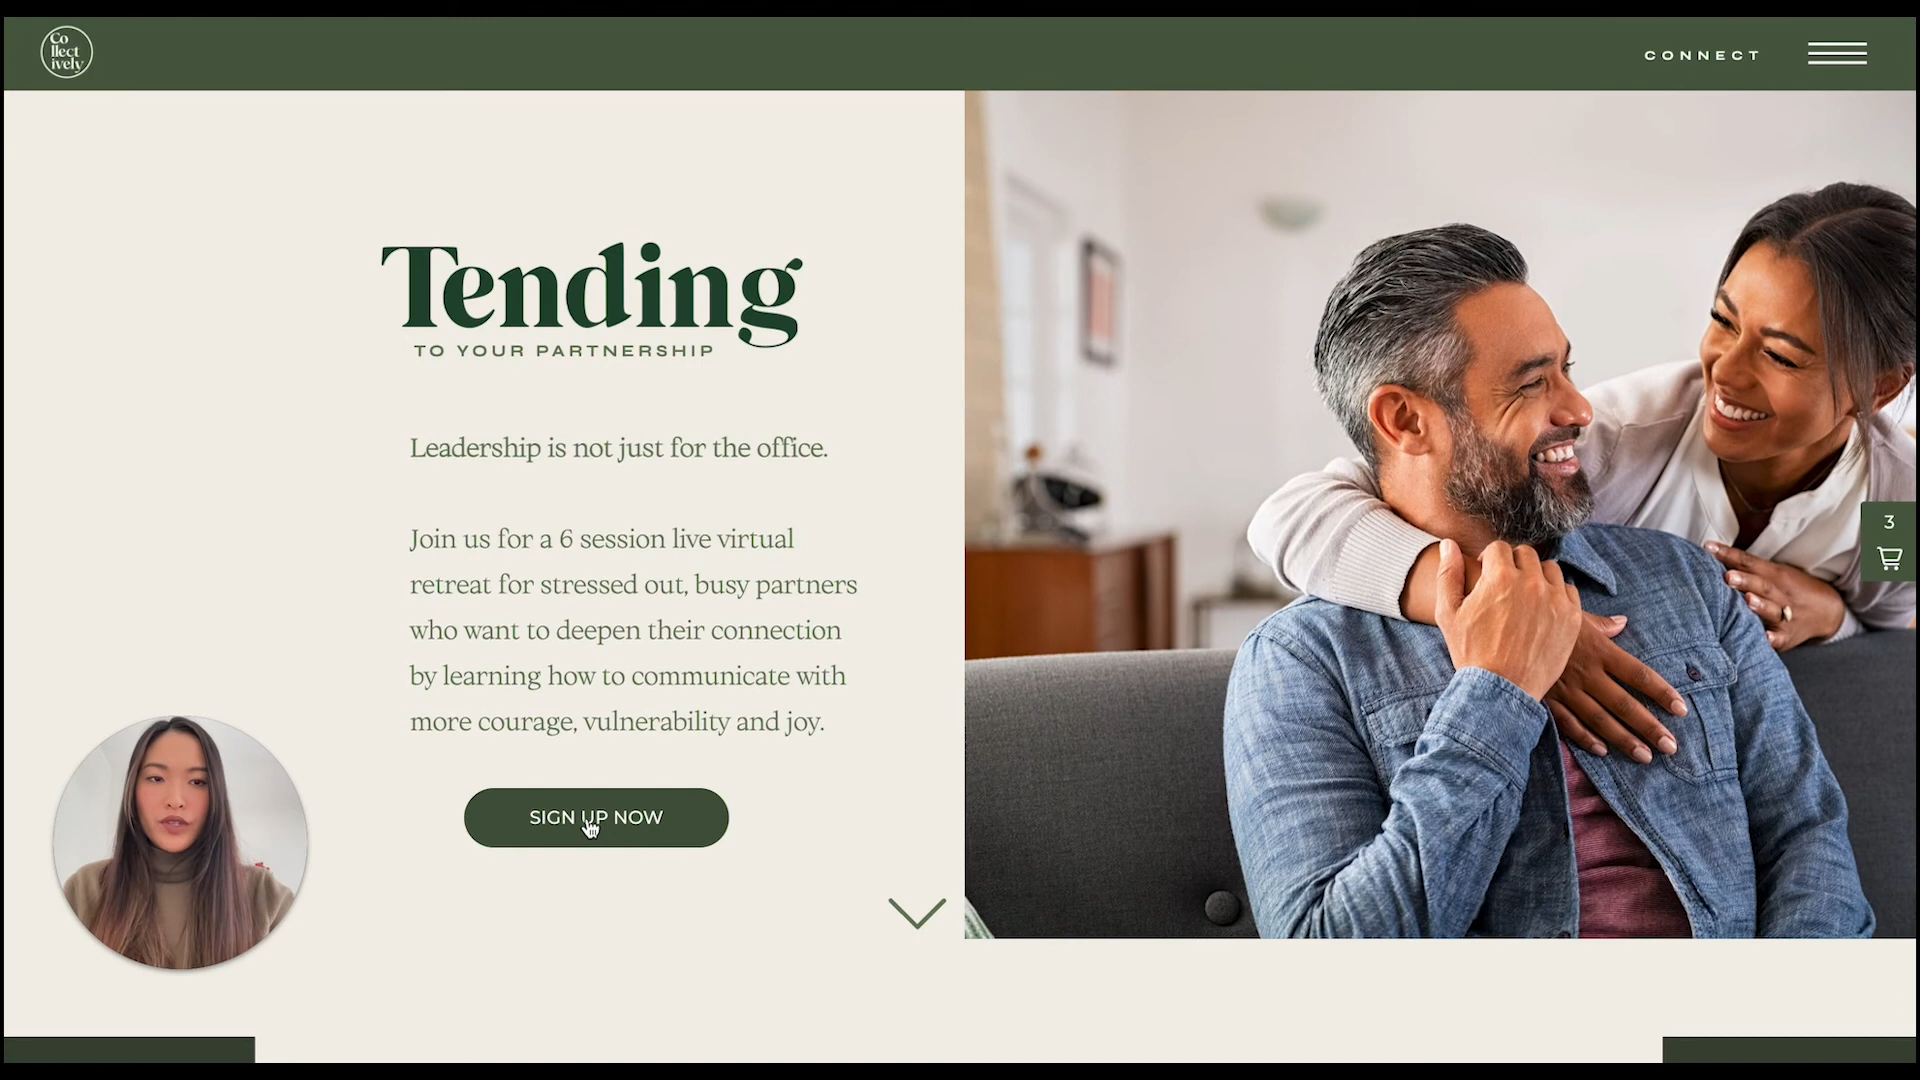 Co
llect
ively
CONNECT
Tending
TO YOUR PARTNERSHIP
Leadership is not just for the office.
Join us for a 6 session live virtual
retreat for stressed out, busy partners
who want to deepen their connection
by learning how to communicate with
more courage, vulnerability and joy.
SIGN UP NOW
3